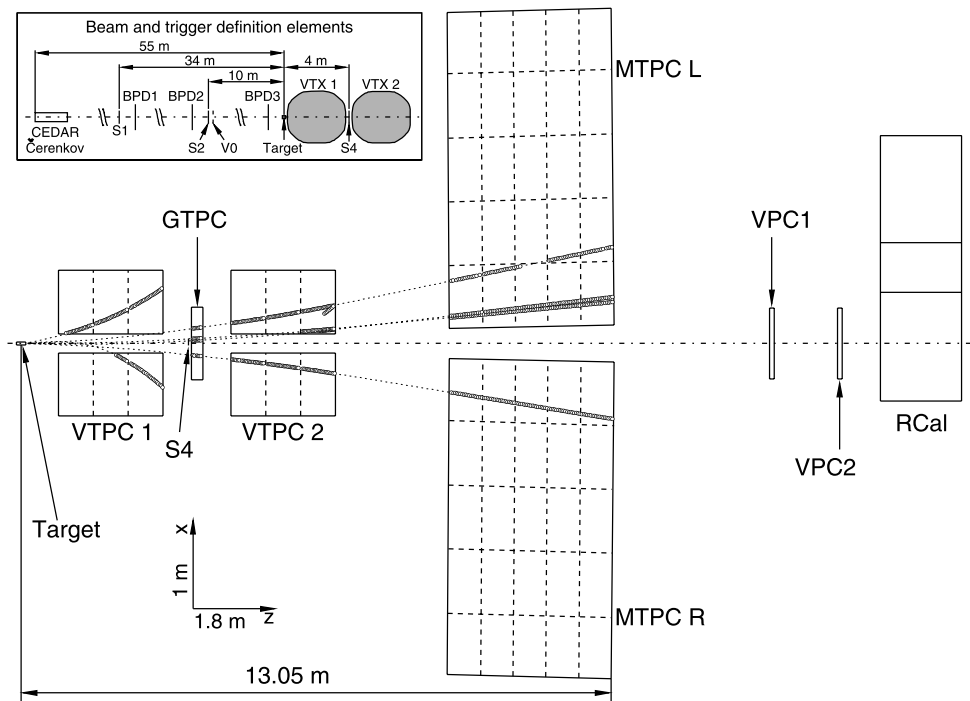 Beam and trigger definition elements
55 m
34 m
4 m
10 m
VTX 1
VTX 2
BPD1
BPD2
BPD3
CEDAR
S1
Čerenkov
S2
V0
Target
S4
MTPC L
GTPC
VPC1
VTPC 1
VTPC 2
RCal
S4
VPC2
Target
x
1 m
1.8 m
z
MTPC R
13.05 m